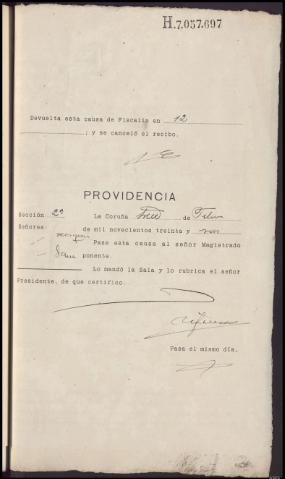 H.7.057.697
Devuelta esta causa de Fiscalía en 12
; y se canceló el recibo.
PROVIDENCIA
Sección 2ª La Coruña trece de
Señores de mil novecientos treinta y
Pase esta causa al señor Magistrado
ponente.
Lo mandó la Sala y lo rubrica el señor
Presidente, de que certifico.
Pasa el mismo día.